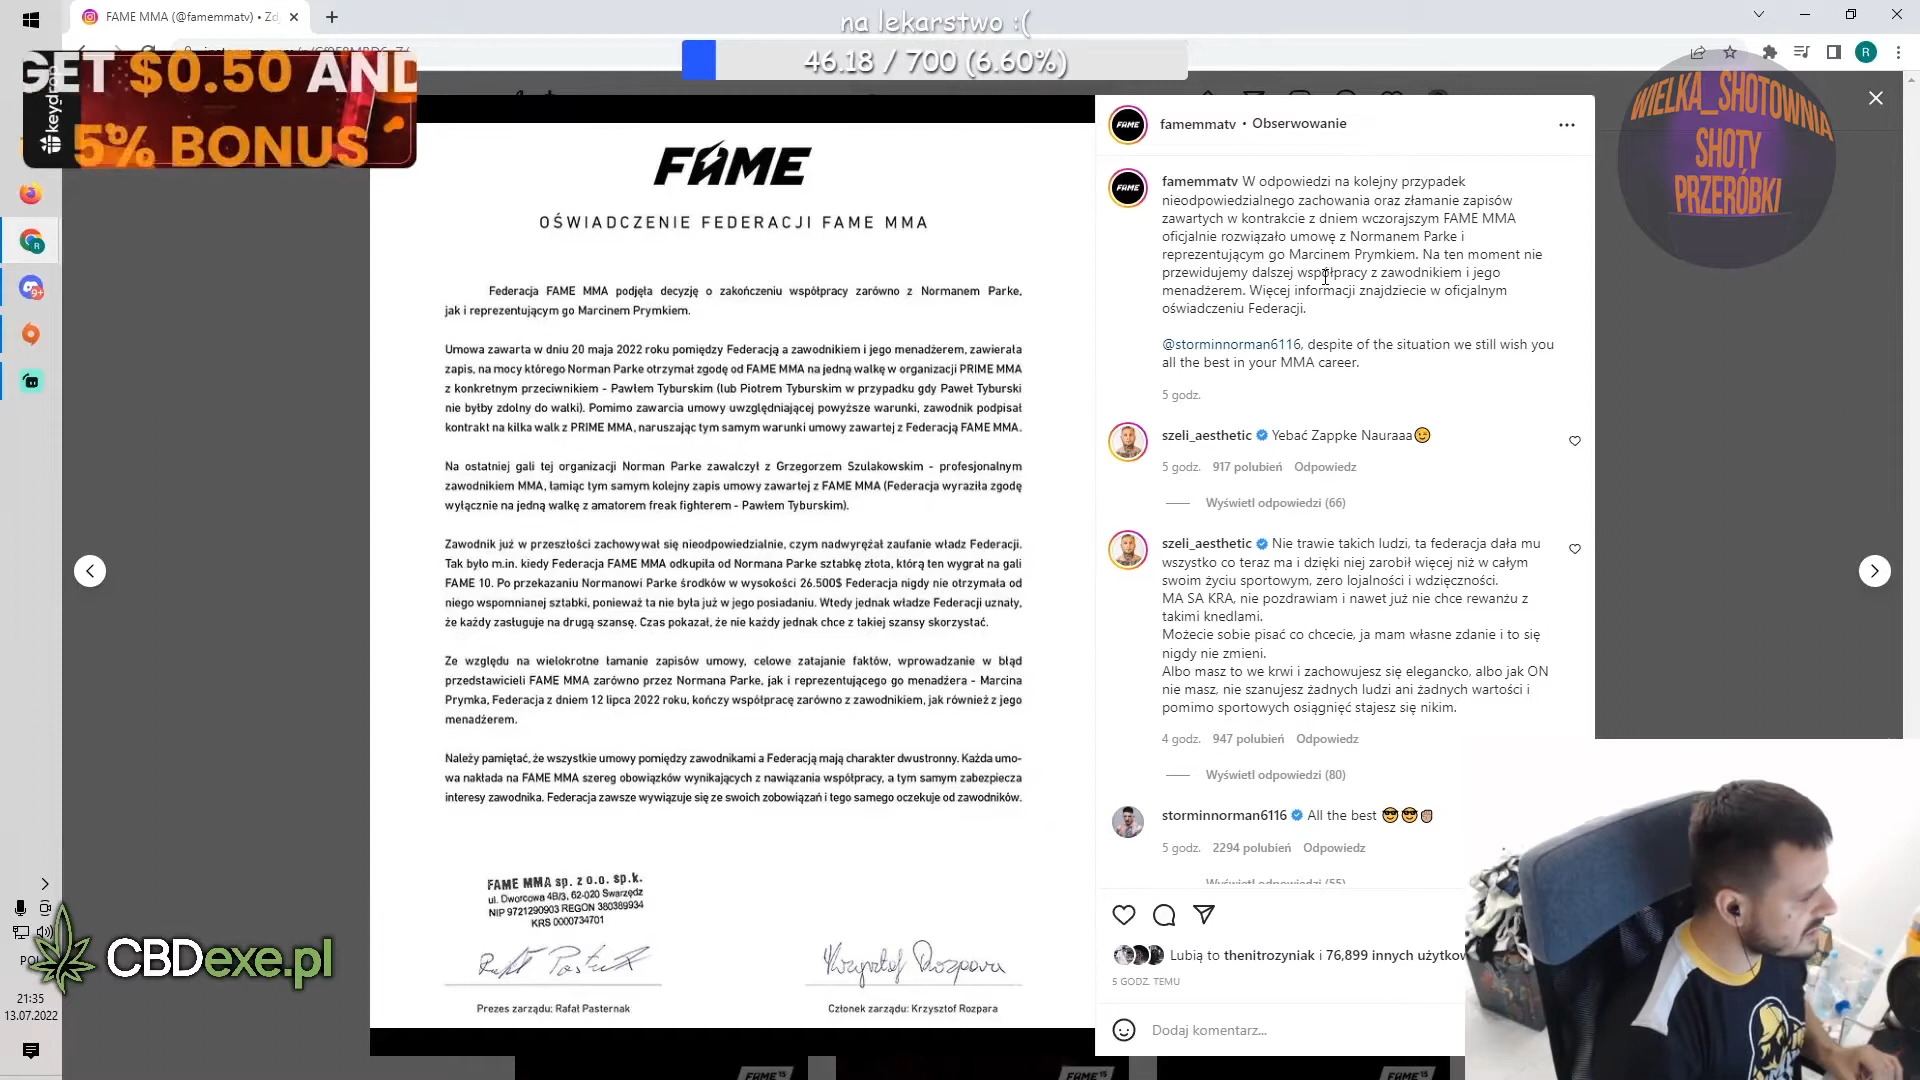 FAME MMA (@famemmatv) • Zd
na lekarstwo :(
46.18 / 700 (6.60%)
GET $0.50 AND
5% BONUS
keydrop
WIELKA_SHOTOWNIA
SHOTY
PRZERÓBKI
R
FAME
OŚWIADCZENIE FEDERACJI FAME MMA
Federacja FAME MMA podjęła decyzję o zakończeniu współpracy zarówno z Normanem Parke,
jak i reprezentującym go Marcinem Prymkiem.
Umowa zawarta w dniu 20 maja 2022 roku pomiędzy Federacją a zawodnikiem i jego menadżerem, zawierała
zapis, na mocy którego Norman Parke otrzymał zgodę od FAME MMA na jedną walkę w organizacji PRIME MMA
z konkretnym przeciwnikiem - Pawłem Tyburskim (lub Piotrem Tyburskim w przypadku gdy Paweł Tyburski
nie byłby zdolny do walki). Pomimo zawarcia umowy uwzględniającej powyższe warunki, zawodnik podpisał
kontrakt na kilka walk z PRIME MMA, naruszając tym samym warunki umowy zawartej z Federacją FAME MMA.
Na ostatniej gali tej organizacji Norman Parke zawalczył z Grzegorzem Szulakowskim - profesjonalnym
zawodnikiem MMA, łamiąc tym samym kolejny zapis umowy zawartej z FAME MMA (Federacja wyraziła zgodę
wyłącznie na jedną walkę z amatorem freak fighterem - Pawłem Tyburskim).
Zawodnik już w przeszłości zachowywał się nieodpowiedzialnie, czym nadwyrężał zaufanie władz Federacji.
Tak było m.in. kiedy Federacja FAME MMA odkupiła od Normana Parke sztabkę złota, którą ten wygrał na gali
FAME 10. Po przekazaniu Normanowi Parke środków w wysokości 26.500$ Federacja nigdy nie otrzymała od
niego wspomnianej sztabki, ponieważ ta nie była już w jego posiadaniu. Wtedy jednak władze Federacji uznały,
że każdy zasługuje na drugą szansę. Czas pokazał, że nie każdy jednak chce z takiej szansy skorzystać.
Ze względu na wielokrotne łamanie zapisów umowy, celowe zatajanie faktów, wprowadzanie w błąd
przedstawicieli FAME MMA zarówno przez Normana Parke, jak i reprezentującego go menadżera - Marcina
Prymka, Federacja z dniem 12 lipca 2022 roku, kończy współpracę zarówno z zawodnikiem, jak również z jego
menadżerem.
Należy pamiętać, że wszystkie umowy pomiędzy zawodnikami a Federacją mają charakter dwustronny. Każda umo-
wa nakłada na FAME MMA szereg obowiązków wynikających z nawiązania współpracy, a tym samym zabezpiecza
interesy zawodnika. Federacja zawsze wywiązuje się ze swoich zobowiązań i tego samego oczekuje od zawodników.
FAME MMA sp. z o.o. sp.k.
ul. Dworcowa 4B/3, 62-020 Swarzędz
NIP 9721290903 REGON 380389934
KRS 0000734701
Prezes zarządu: Rafał Pasternak
Członek zarządu: Krzysztof Rozpara
famemmatv • Obserwowanie
famemmatv W odpowiedzi na kolejny przypadek
nieodpowiedzialnego zachowania oraz złamanie zapisów
zawartych w kontrakcie z dniem wczorajszym FAME MMA
oficjalnie rozwiązało umowę z Normanem Parke i
reprezentującym go Marcinem Prymkiem. Na ten moment nie
przewidujemy dalszej współpracy z zawodnikiem i jego
menadżerem. Więcej informacji znajdziecie w oficjalnym
oświadczeniu Federacji.
@storminnorman6116, despite of the situation we still wish you
all the best in your MMA career.
5 godz.
szeli_aesthetic Yebać Zappke Nauraaa😉
5 godz. 917 polubień Odpowiedz
Wyświetl odpowiedzi (66)
szeli_aesthetic Nie trawie takich ludzi, ta federacja dała mu
wszystko co teraz ma i dzięki niej zarobił więcej niż w całym
swoim życiu sportowym, zero lojalności i wdzięczności.
MA SA KRA, nie pozdrawiam i nawet już nie chce rewanżu z
takimi knedlami.
Możecie sobie pisać co chcecie, ja mam własne zdanie i to się
nigdy nie zmieni.
Albo masz to we krwi i zachowujesz się elegancko, albo jak ON
nie masz, nie szanujesz żadnych ludzi ani żadnych wartości i
pomimo sportowych osiągnięć stajesz się nikim.
4 godz. 947 polubień Odpowiedz
Wyświetl odpowiedzi (80)
storminnorman6116 All the best 😎😎✊🏽
5 godz. 2294 polubień Odpowiedz
Wyświetl odpowiedzi (55)
Lubią to thenitrozyniak i 76,899 innych użytkow
5 GODZ. TEMU
Dodaj komentarz...
CBDexe.pl
21:35
13.07.2022
FAME 15
FAME 15
FAME 15